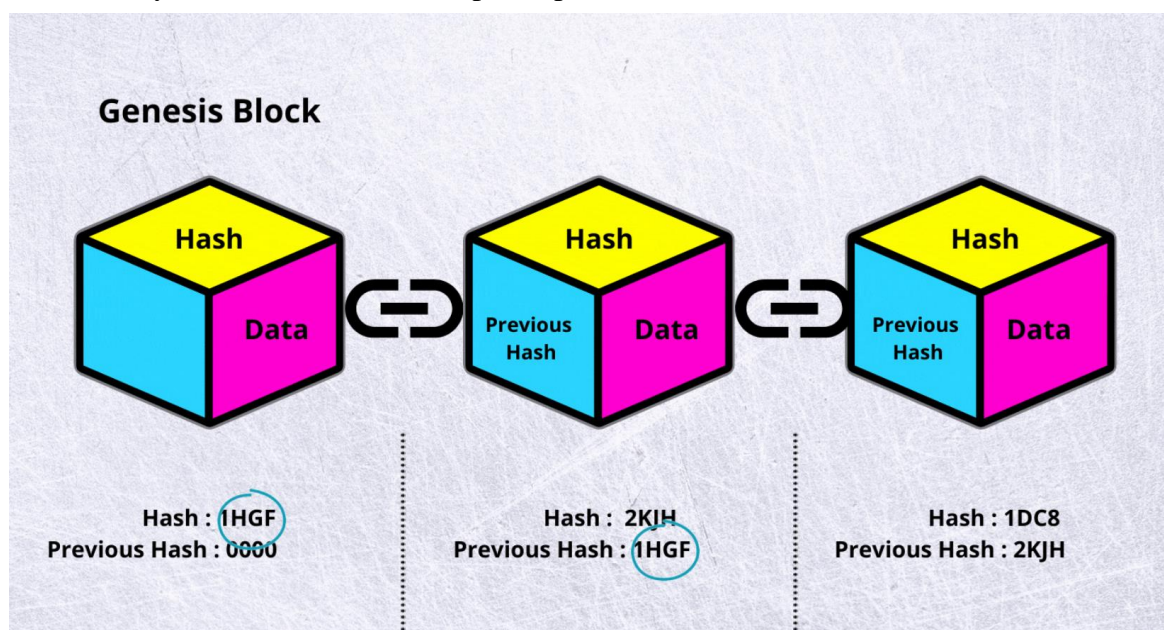 Genesis Block
Hash
Data
Hash
Previous
Hash
Data
Hash
Previous
Hash
Data
Hash : 1HGF
Previous Hash : 0000
Hash : 2KJH
Previous Hash : 1HGF
Hash : 1DC8
Previous Hash : 2KJH